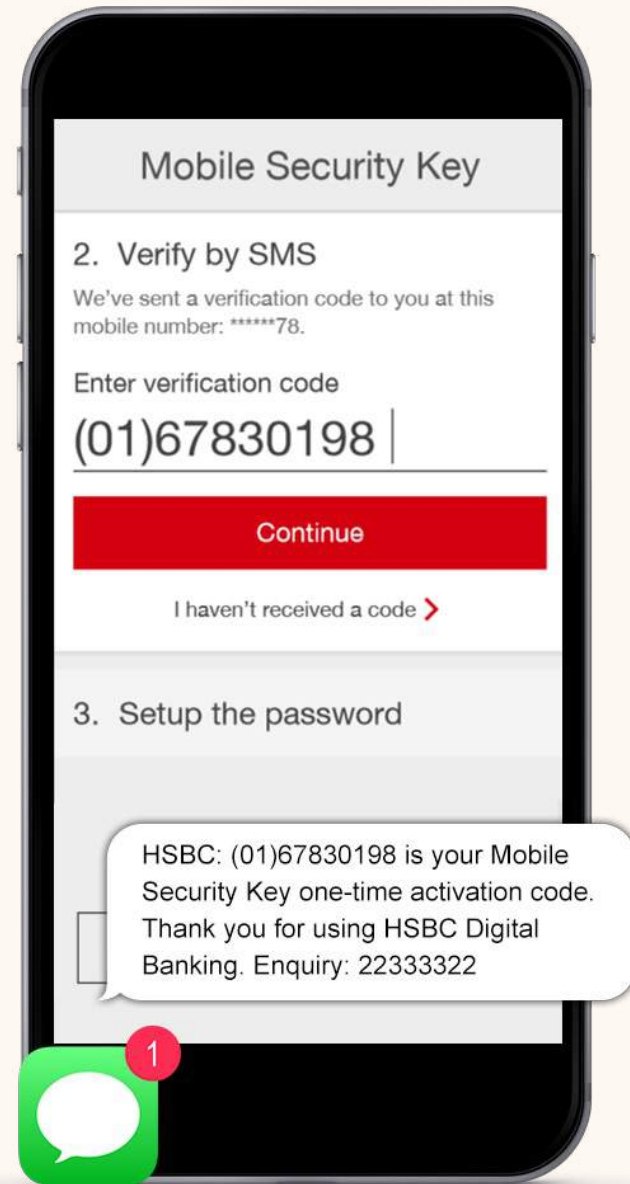 Mobile Security Key
2. Verify by SMS
We've sent a verification code to you at this
mobile number: ******78.
Enter verification code
(01)67830198
Continue
I haven't received a code
3. Setup the password
HSBC: (01)67830198 is your Mobile
Security Key one-time activation code.
Thank you for using HSBC Digital
Banking. Enquiry: 22333322
1